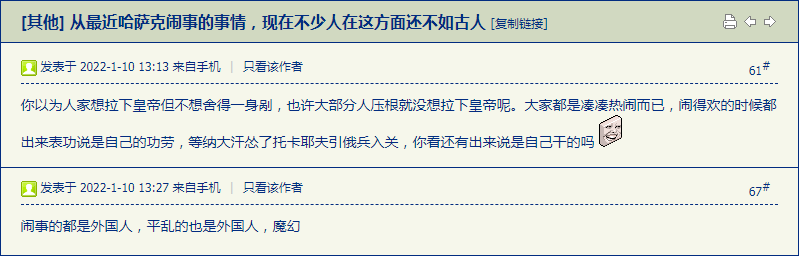 [其他] 从最近哈萨克闹事的事情，现在不少人在这方面还不如古人 [复制链接]
发表于 2022-1-10 13:13 来自手机 | 只看该作者 61#
你以为人家想拉下皇帝但不想舍得一身剐，也许大部分人压根就没想拉下皇帝呢。大家都是凑凑热闹而已，闹得欢的时候都
出来表功说是自己的功劳，等纳大汗怂了托卡耶夫引俄兵入关，你看还有出来说是自己干的吗
发表于 2022-1-10 13:27 来自手机 | 只看该作者 67#
闹事的都是外国人，平乱的也是外国人，魔幻